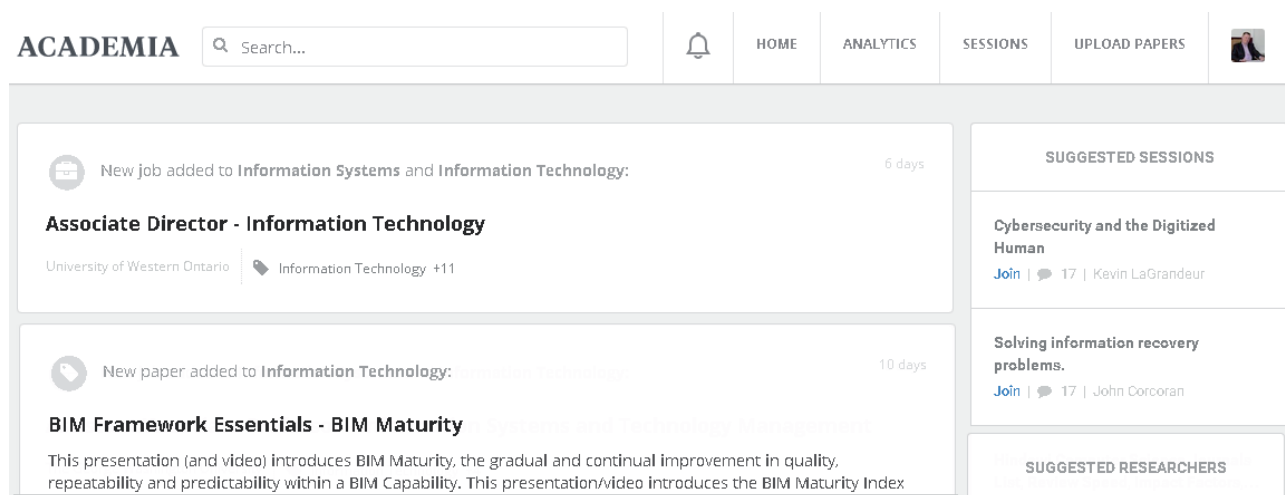 ACADEMIA
Search...
HOME
ANALYTICS
SESSIONS
UPLOAD PAPERS
New job added to Information Systems and Information Technology:
6 days
Associate Director - Information Technology
University of Western Ontario
Information Technology +11
New paper added to Information Technology:
10 days
BIM Framework Essentials - BIM Maturity
This presentation (and video) introduces BIM Maturity, the gradual and continual improvement in quality,
repeatability and predictability within a BIM Capability. This presentation/video introduces the BIM Maturity Index
SUGGESTED SESSIONS
Cybersecurity and the Digitized
Human
Join | 17 | Kevin LaGrandeur
Solving information recovery
problems.
Join | 17 | John Corcoran
SUGGESTED RESEARCHERS